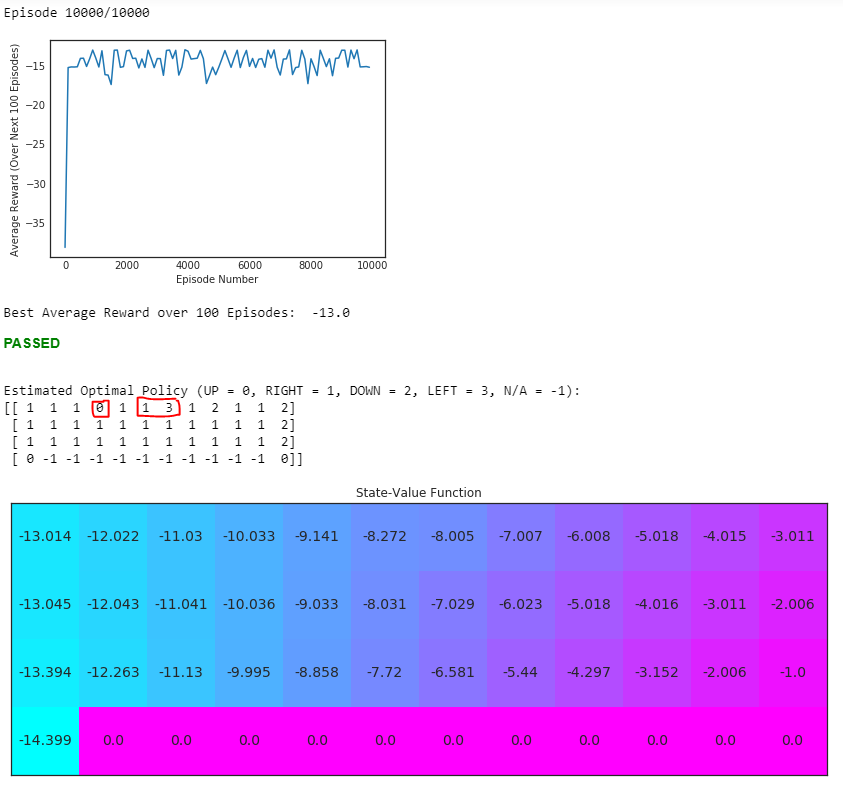 Episode 10000/10000
−15
−20
−25
−30
−35
Average Reward (Over Next 100 Episodes)
0 2000 4000 6000 8000 10000
Episode Number
Best Average Reward over 100 Episodes:  -13.0
PASSED
Estimated Optimal Policy (UP = 0, RIGHT = 1, DOWN = 2, LEFT = 3, N/A = -1):
[[ 1  1  1  0  1  1  3  1  2  1  1  2]
 [ 1  1  1  1  1  1  1  1  1  1  1  2]
 [ 1  1  1  1  1  1  1  1  1  1  1  2]
 [ 0 -1 -1 -1 -1 -1 -1 -1 -1 -1 -1  0]]
State-Value Function
-13.014 -12.022 -11.03 -10.033 -9.141 -8.272 -8.005 -7.007 -6.008 -5.018 -4.015 -3.011
-13.045 -12.043 -11.041 -10.036 -9.033 -8.031 -7.029 -6.023 -5.018 -4.016 -3.011 -2.006
-13.394 -12.263 -11.13 -9.995 -8.858 -7.72 -6.581 -5.44 -4.297 -3.152 -2.006 -1.0
-14.399 0.0 0.0 0.0 0.0 0.0 0.0 0.0 0.0 0.0 0.0 0.0